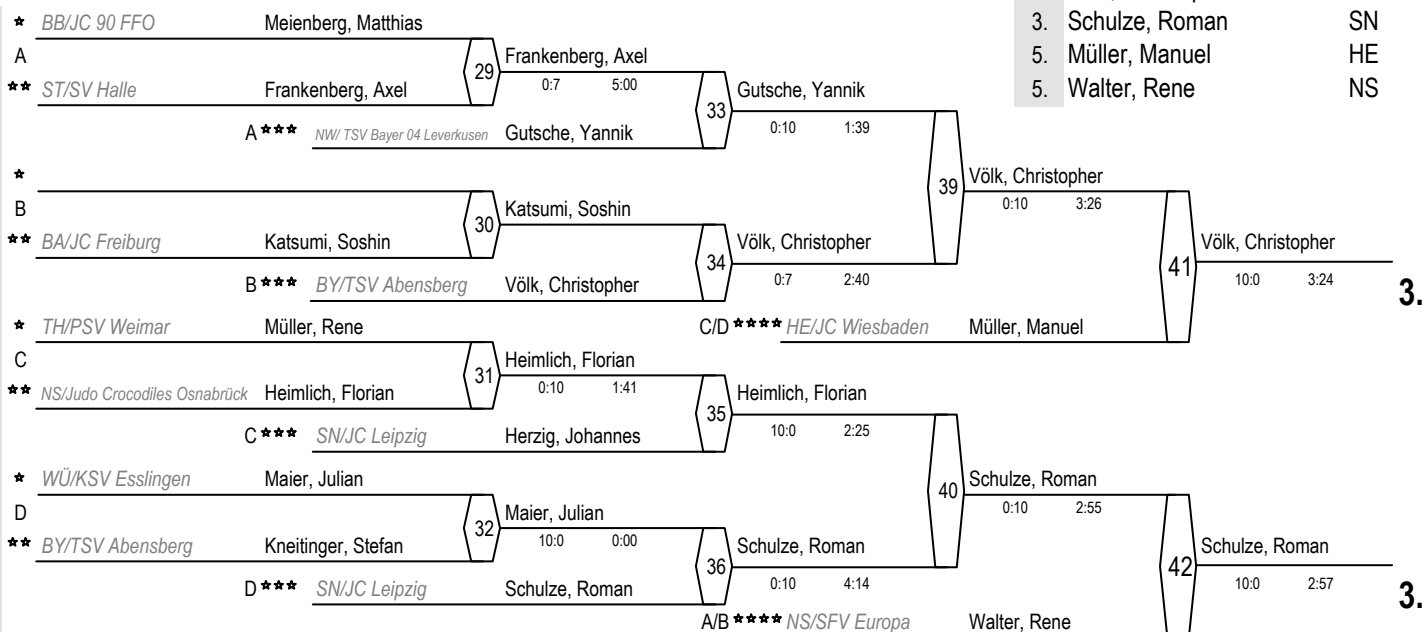 3. Schulze, Roman SN
5. Müller, Manuel HE
5. Walter, Rene NS
* BB/JC 90 FFO Meienberg, Matthias
A
29 Frankenberg, Axel
0:7 5:00
** ST/SV Halle Frankenberg, Axel
33 Gutsche, Yannik
0:10 1:39
A *** NW/ TSV Bayer 04 Leverkusen Gutsche, Yannik
39 Völk, Christopher
0:10 3:26
*
B
30 Katsumi, Soshin
** BA/JC Freiburg Katsumi, Soshin
34 Völk, Christopher
0:7 2:40
B *** BY/TSV Abensberg Völk, Christopher
41 Völk, Christopher
10:0 3:24
3.
* TH/PSV Weimar Müller, Rene
C/D **** HE/JC Wiesbaden Müller, Manuel
C
31 Heimlich, Florian
0:10 1:41
** NS/Judo Crocodiles Osnabrück Heimlich, Florian
35 Heimlich, Florian
10:0 2:25
C *** SN/JC Leipzig Herzig, Johannes
* WÜ/KSV Esslingen Maier, Julian
40 Schulze, Roman
0:10 2:55
D
32 Maier, Julian
10:0 0:00
** BY/TSV Abensberg Kneitinger, Stefan
36 Schulze, Roman
0:10 4:14
42 Schulze, Roman
10:0 2:57
3.
D *** SN/JC Leipzig Schulze, Roman
A/B **** NS/SFV Europa Walter, Rene